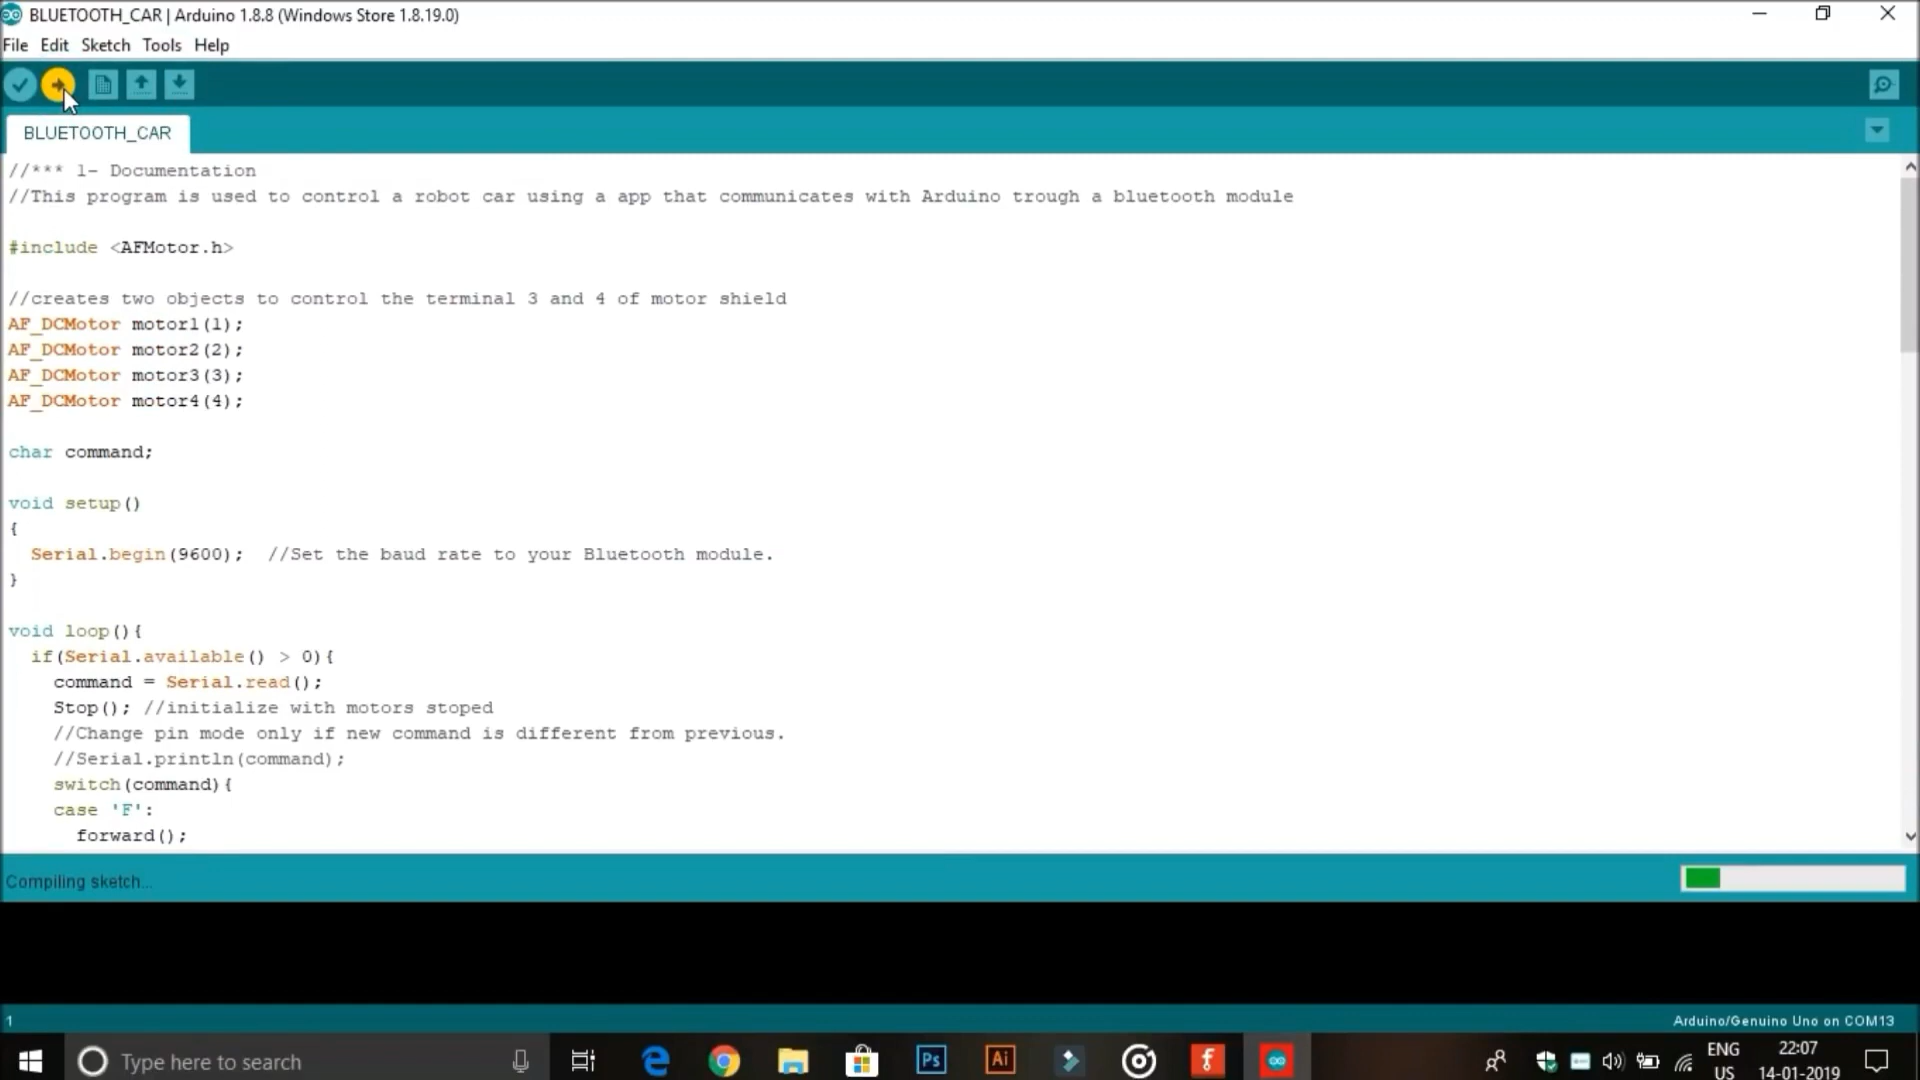 BLUETOOTH_CAR | Arduino 1.8.8 (Windows Store 1.8.19.0)
File Edit Sketch Tools Help
BLUETOOTH_CAR
//*** 1- Documentation
//This program is used to control a robot car using a app that communicates with Arduino trough a bluetooth module
#include <AFMotor.h>
//creates two objects to control the terminal 3 and 4 of motor shield
AF_DCMotor motor1(1);
AF_DCMotor motor2(2);
AF_DCMotor motor3(3);
AF_DCMotor motor4(4);
char command;
void setup()
{
Serial.begin(9600);  //Set the baud rate to your Bluetooth module.
}
void loop(){
if(Serial.available() > 0){
command = Serial.read();
Stop(); //initialize with motors stoped
//Change pin mode only if new command is different from previous.
//Serial.println(command);
switch(command){
case 'F':
forward();
Compiling sketch...
1
Arduino/Genuino Uno on COM13
Type here to search
Ps
Ai
ENG
US
22:07
14-01-2019